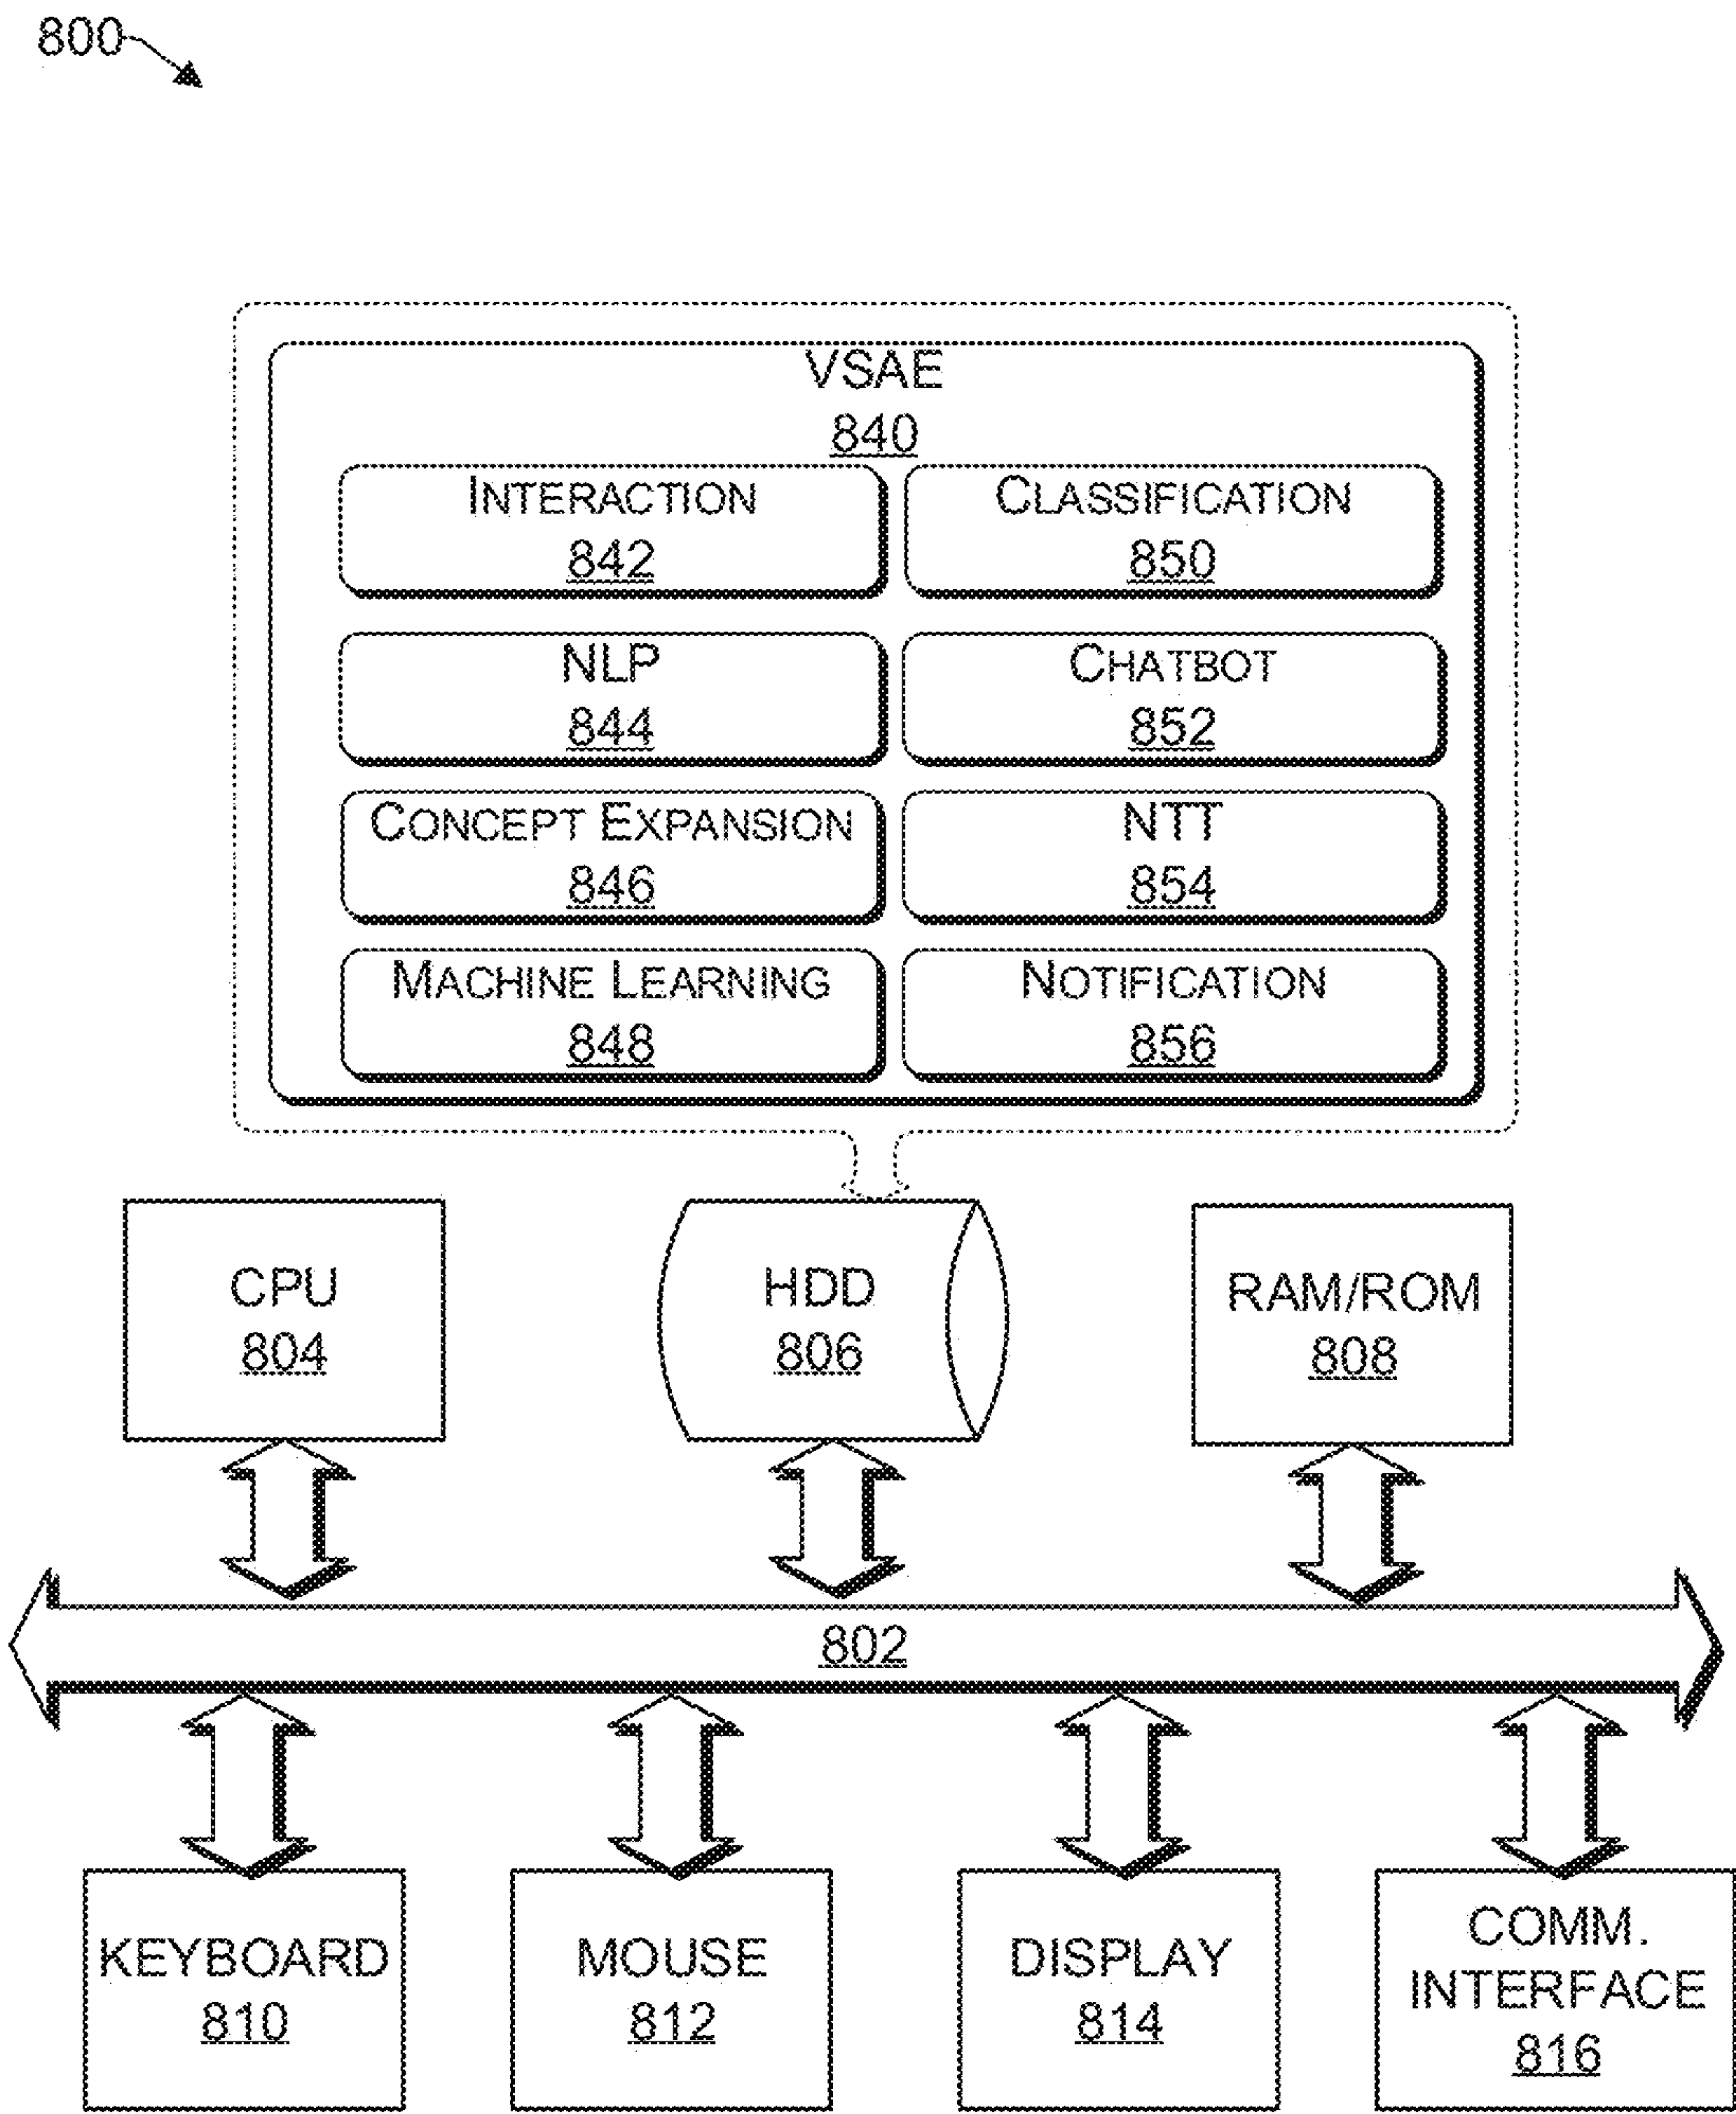 800
VSAE
840
INTERACTION
842
CLASSIFICATION
850
NLP
844
CHATBOT
852
CONCEPT EXPANSION
846
NTT
854
MACHINE LEARNING
848
NOTIFICATION
856
CPU
804
HDD
806
RAM/ROM
808
802
KEYBOARD
810
MOUSE
812
DISPLAY
814
COMM.
INTERFACE
816